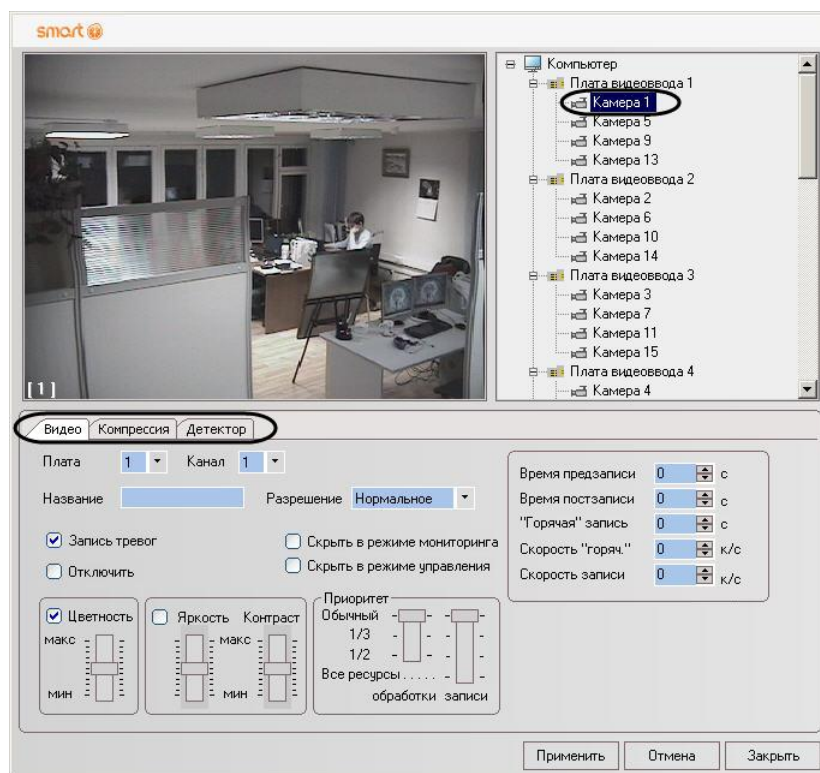 smart
Компьютер
Плата видеоввода 1
Камера 1
Камера 5
Камера 9
Камера 13
Плата видеоввода 2
Камера 2
Камера 6
Камера 10
Камера 14
Плата видеоввода 3
Камера 3
Камера 7
Камера 11
Камера 15
Плата видеоввода 4
Камера 4
[1]
Видео Компрессия Детектор
Плата 1 Канал 1
Название Разрешение Нормальное
Запись тревог
Отключить
Скрыть в режиме мониторинга
Скрыть в режиме управления
Время предзаписи 0 с
Время постзаписи 0 с
"Горячая" запись 0 с
Скорость "горяч." 0 к/с
Скорость записи 0 к/с
Цветность
макс
мин
Яркость Контраст
макс
мин
Приоритет
Обычный
1/3
1/2
Все ресурсы.....
обработки записи
Применить Отмена Закрыть